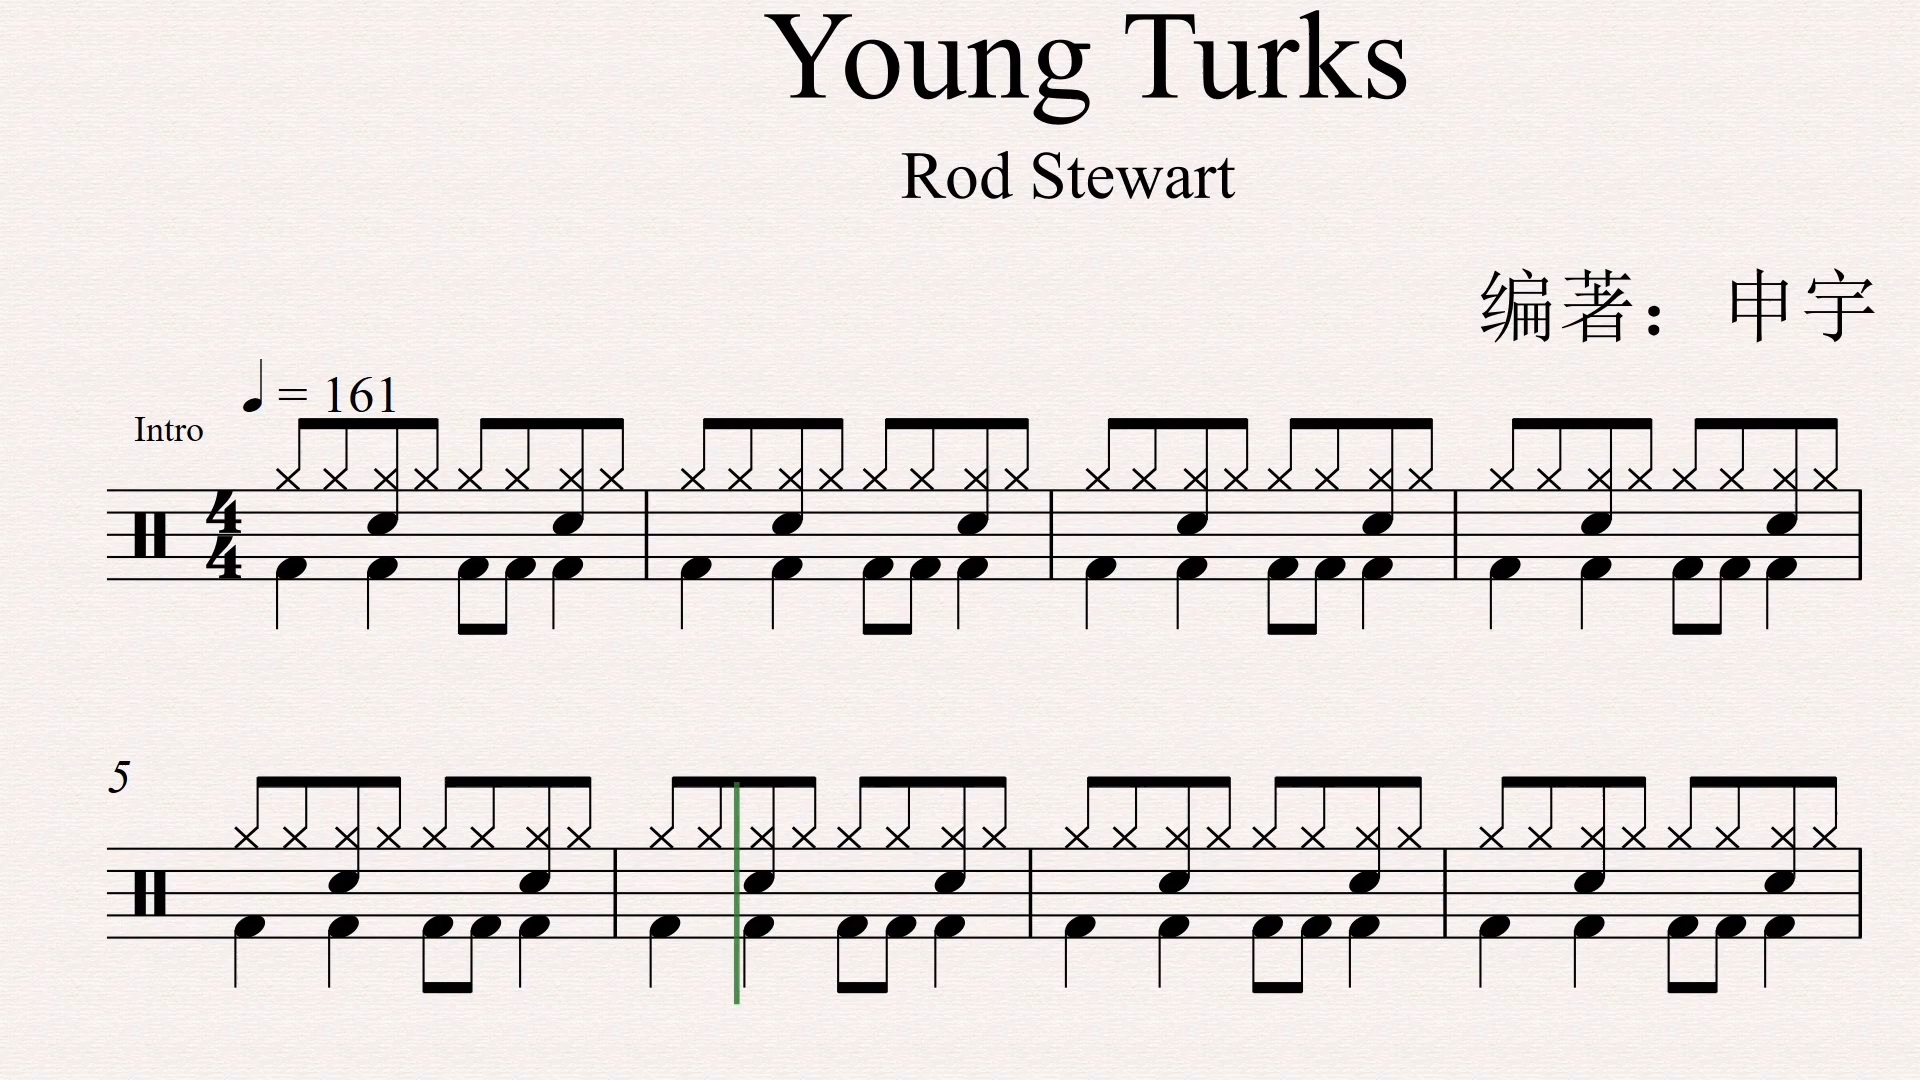 Young Turks
Rod Stewart
编著：申宇
♩ = 161
Intro
4
4
5